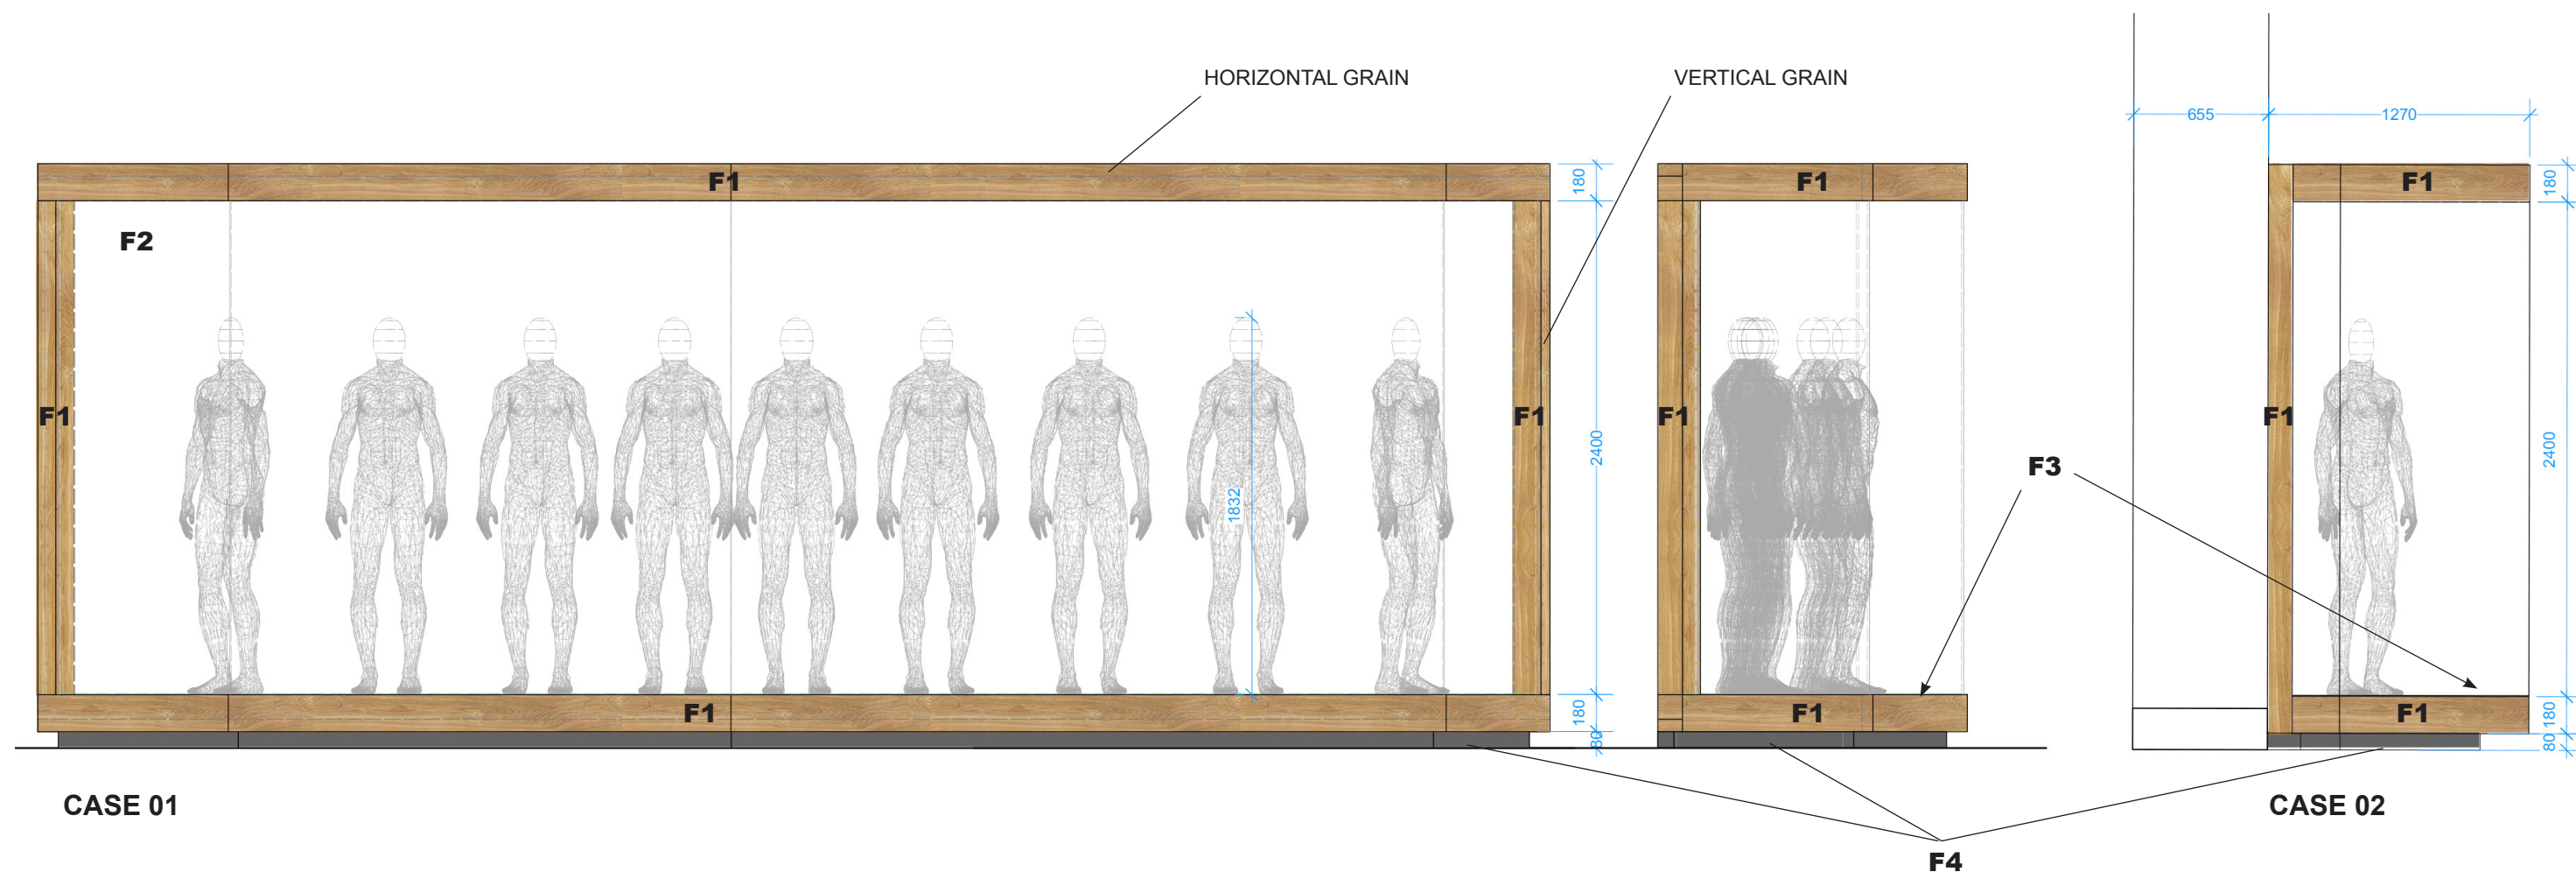 HORIZONTAL GRAIN
VERTICAL GRAIN
655
1270
F1
180
F1
F1
180
F2
F1
F1
F1
F1
2400
2400
F3
1832
F1
180
F1
F1
180
80
80
CASE 01
CASE 02
F4